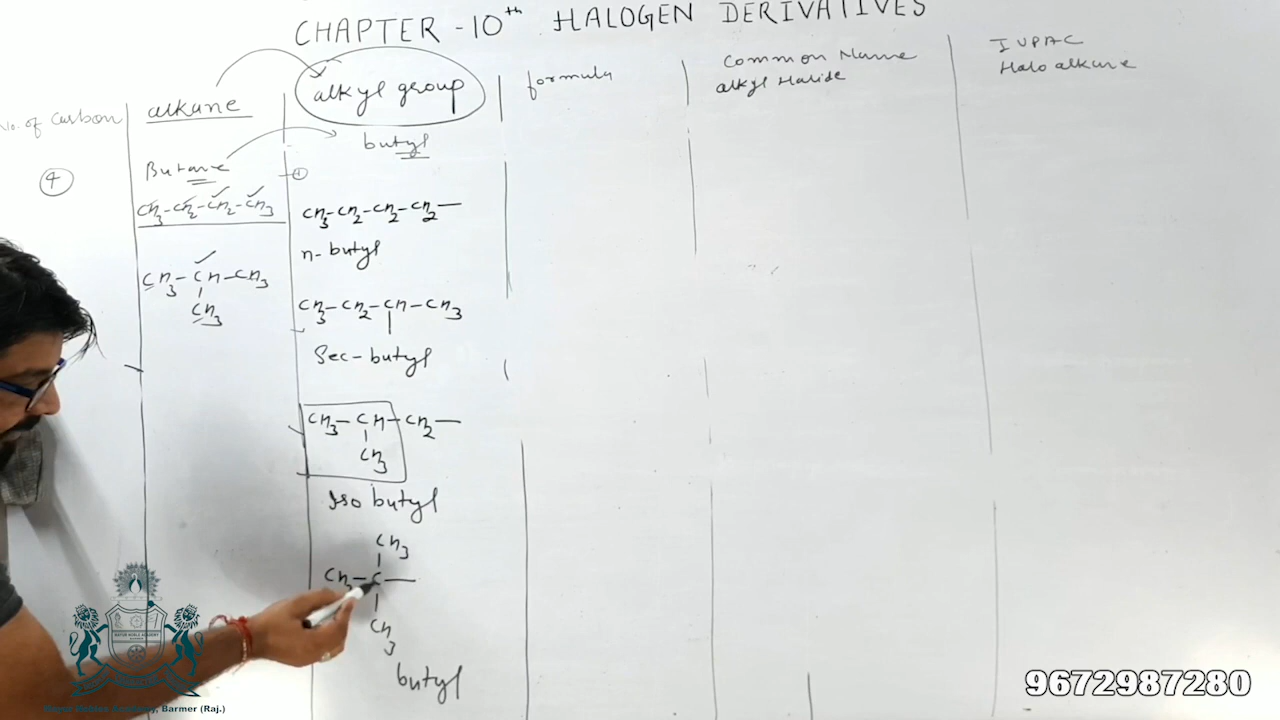 CHAPTER - 10th HALOGEN DERIVATIVES
No. of Carbon
alkane
alkyl group
formula
Common Name
alkyl Halide
IUPAC
Halo alkane
4
Butane
butyl
CH3-CH2-CH2-CH3
CH3-CH2-CH2-CH2-
n-butyl
CH3-CH-CH3
CH3
CH3-CH2-CH-CH3
Sec-butyl
CH3-CH-CH2-
CH3
Iso butyl
CH3
CH3-C-
CH3
butyl
9672987280
, Barmer (Raj.)